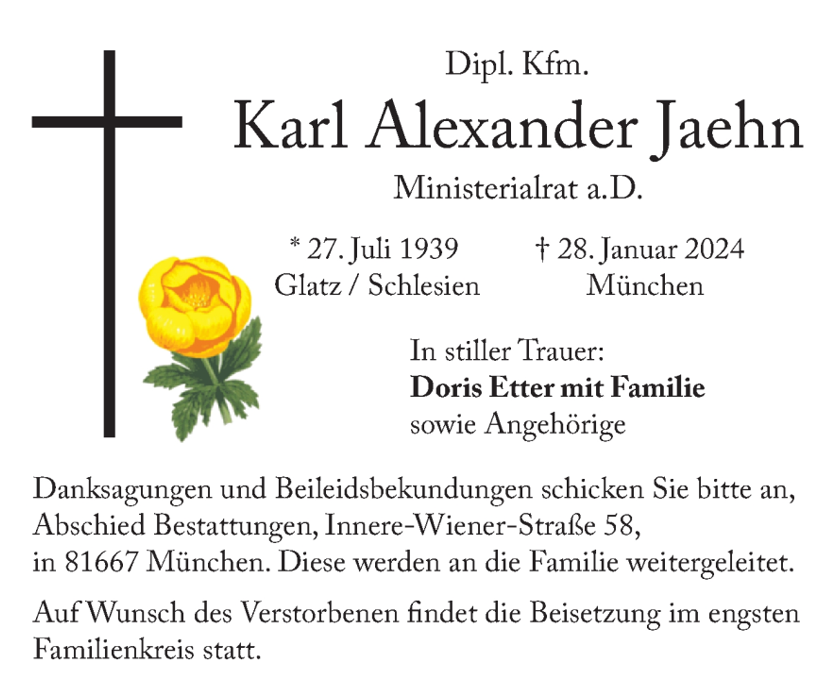 Dipl. Kfm.
Karl Alexander Jaehn
Ministerialrat a.D.
* 27. Juli 1939
Glatz / Schlesien
† 28. Januar 2024
München
In stiller Trauer:
Doris Etter mit Familie
sowie Angehörige
Danksagungen und Beileidsbekundungen schicken Sie bitte an,
Abschied Bestattungen, Innere-Wiener-Straße 58,
in 81667 München. Diese werden an die Familie weitergeleitet.
Auf Wunsch des Verstorbenen findet die Beisetzung im engsten
Familienkreis statt.